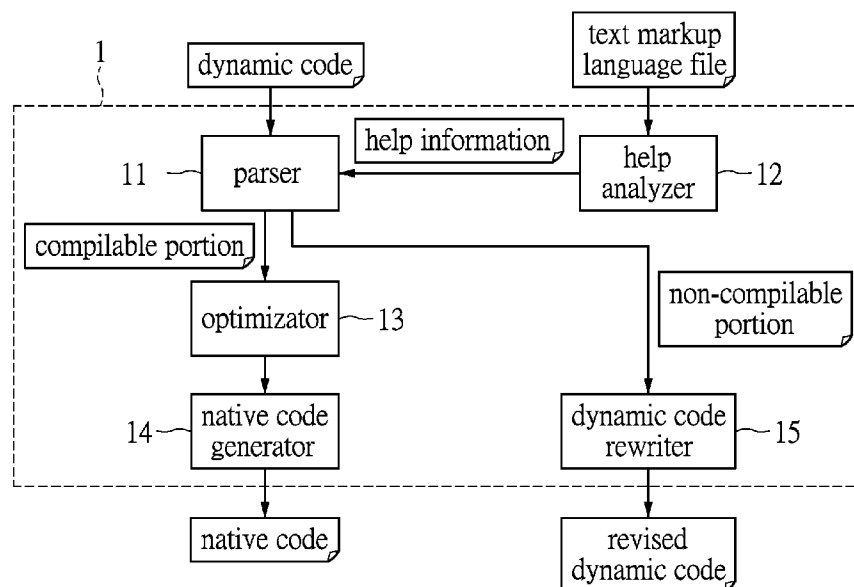 1
dynamic code
text markup
language file
11
parser
help information
help
analyzer
12
compilable portion
optimizator
13
non-compilable
portion
14
native code
generator
dynamic code
rewriter
15
native code
revised
dynamic code